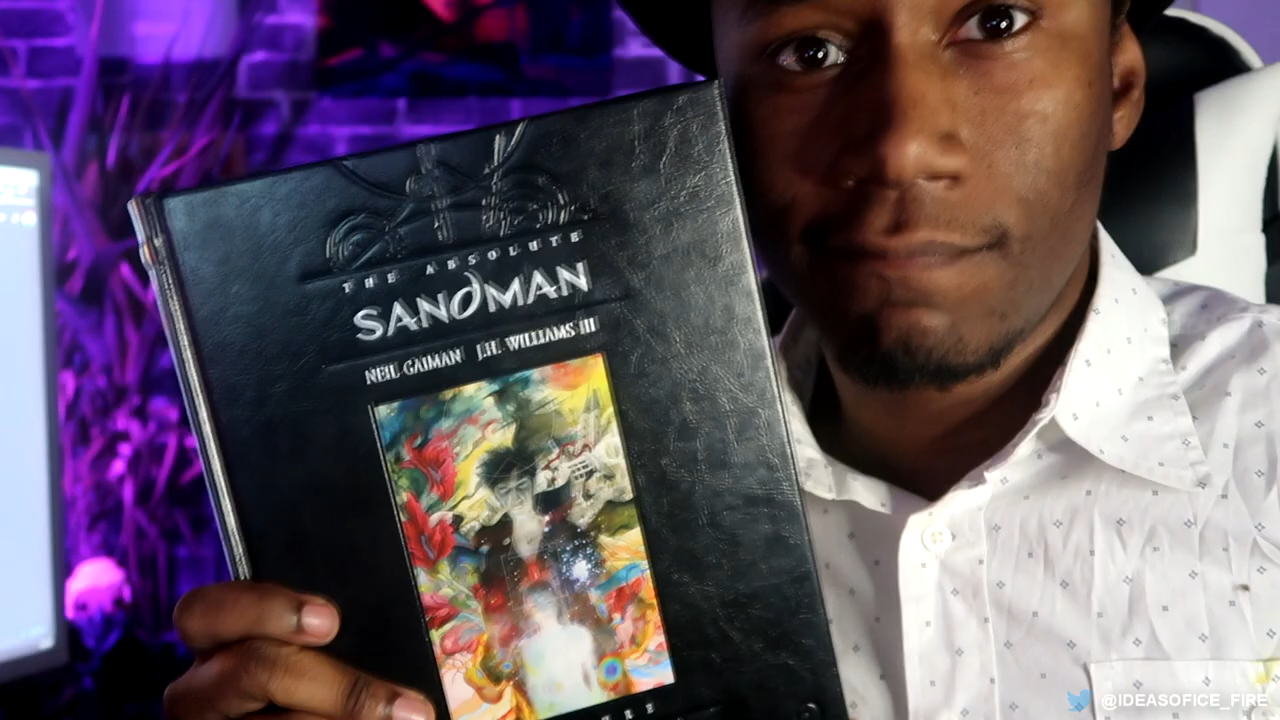 THE ABSOLUTE
SANDMAN
NEIL GAIMAN J.H. WILLIAMS III
@IDEASOFICE_FIRE